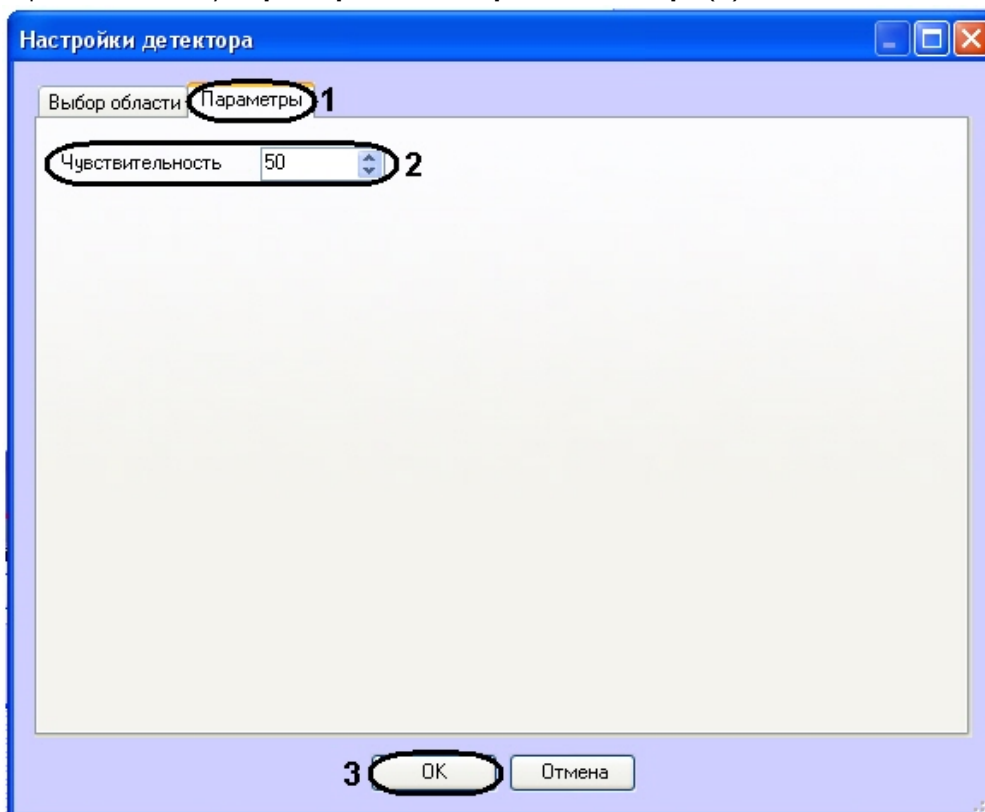 Настройки детектора
Выбор области Параметры 1
Чувствительность 50 2
3 OK Отмена